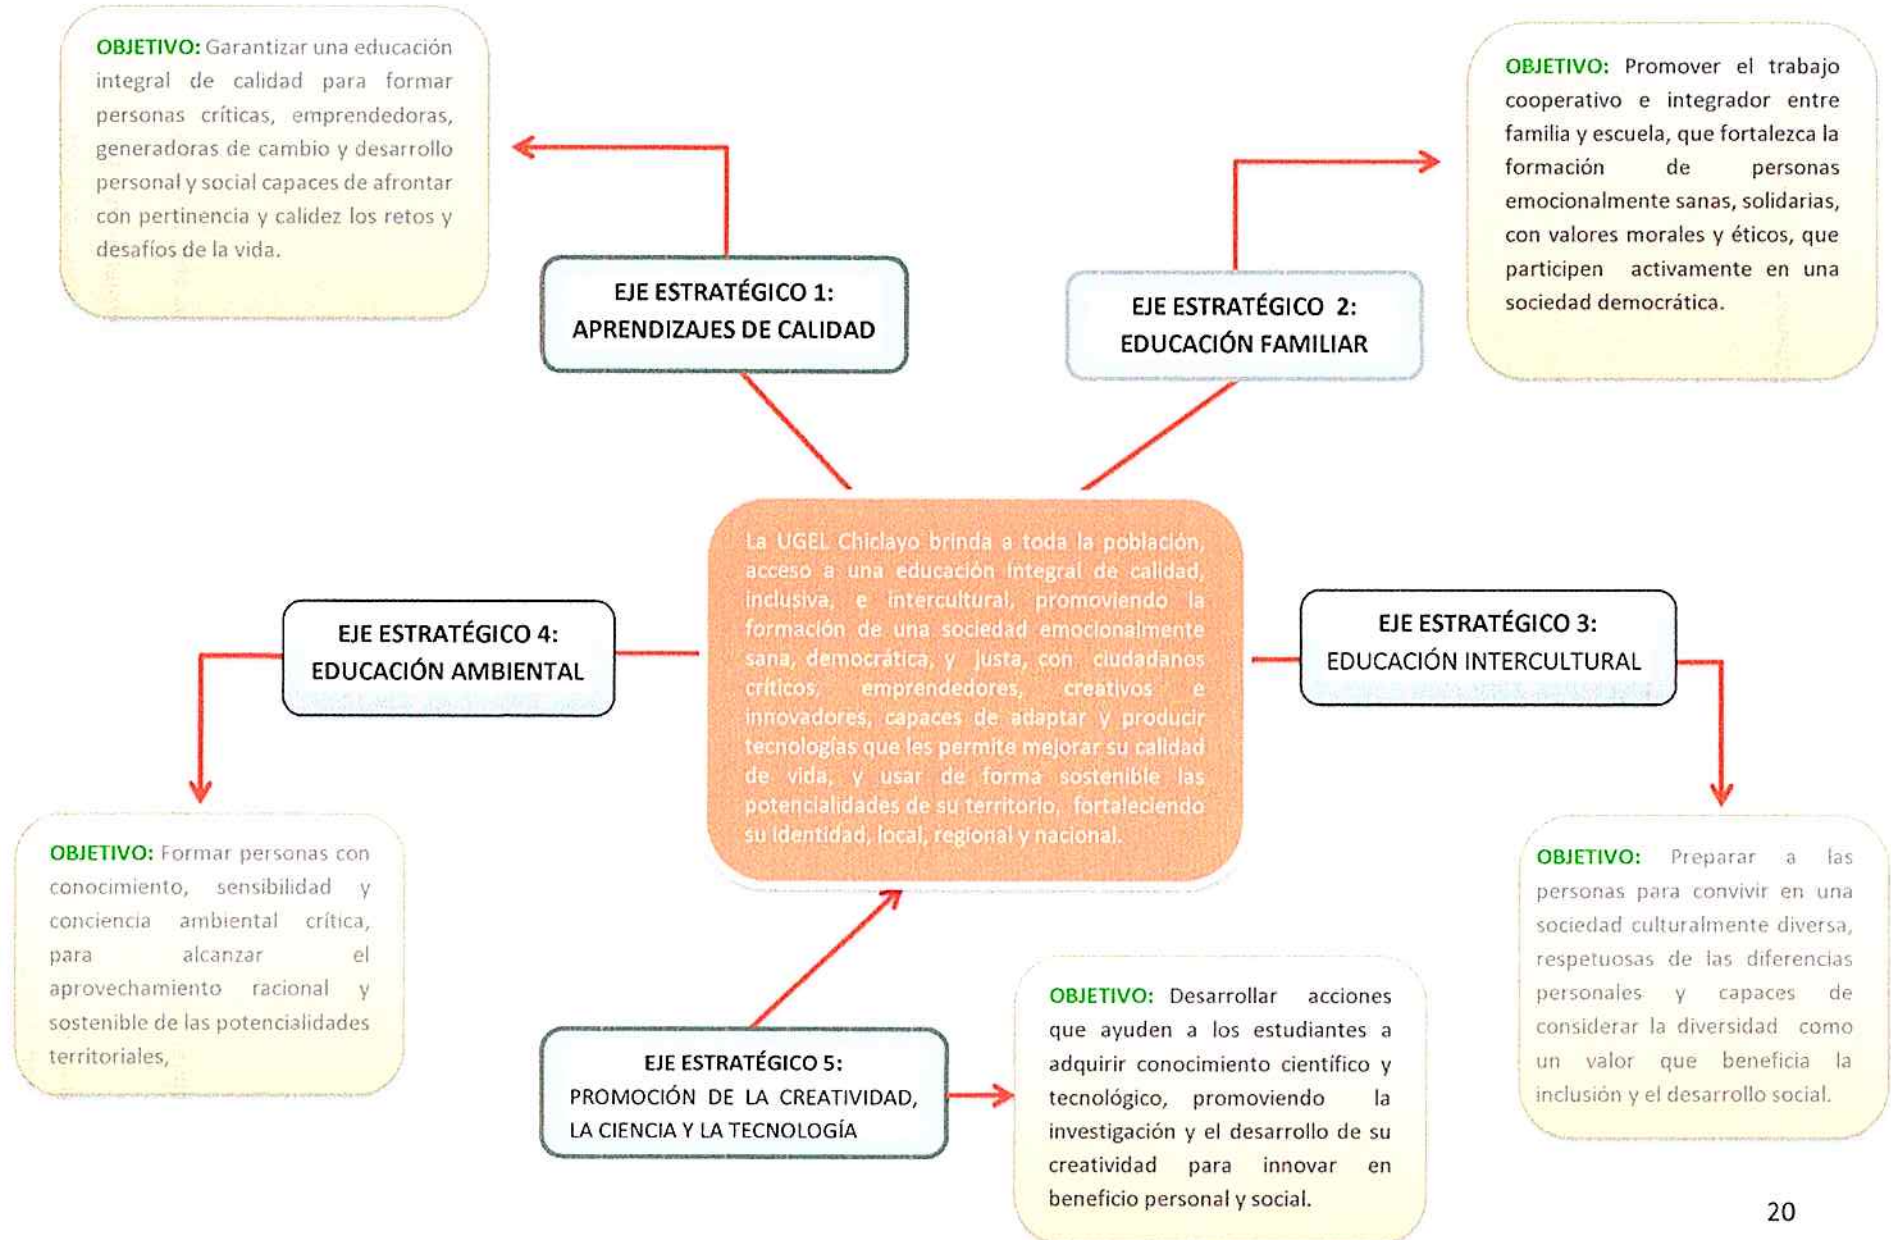 OBJETIVO: Garantizar una educación
integral de calidad para formar
personas críticas, emprendedoras,
generadoras de cambio y desarrollo
personal y social capaces de afrontar
con pertinencia y calidez los retos y
desafíos de la vida.
OBJETIVO: Promover el trabajo
cooperativo e integrador entre
familia y escuela, que fortalezca la
formación de personas
emocionalmente sanas, solidarias,
con valores morales y éticos, que
participen activamente en una
sociedad democrática.
EJE ESTRATÉGICO 1:
APRENDIZAJES DE CALIDAD
EJE ESTRATÉGICO 2:
EDUCACIÓN FAMILIAR
La UGEL Chiclayo brinda a toda la población,
acceso a una educación integral de calidad,
inclusiva, e intercultural, promoviendo la
formación de una sociedad emocionalmente
sana, democrática, y justa, con ciudadanos
críticos, emprendedores, creativos e
innovadores, capaces de adaptar y producir
tecnologías que les permite mejorar su calidad
de vida, y usar de forma sostenible las
potencialidades de su territorio, fortaleciendo
su identidad, local, regional y nacional.
EJE ESTRATÉGICO 4:
EDUCACIÓN AMBIENTAL
EJE ESTRATÉGICO 3:
EDUCACIÓN INTERCULTURAL
OBJETIVO: Formar personas con
conocimiento, sensibilidad y
conciencia ambiental crítica,
para alcanzar el
aprovechamiento racional y
sostenible de las potencialidades
territoriales,
OBJETIVO: Preparar a las
personas para convivir en una
sociedad culturalmente diversa,
respetuosas de las diferencias
personales y capaces de
considerar la diversidad como
un valor que beneficia la
inclusión y el desarrollo social.
EJE ESTRATÉGICO 5:
PROMOCIÓN DE LA CREATIVIDAD,
LA CIENCIA Y LA TECNOLOGÍA
OBJETIVO: Desarrollar acciones
que ayuden a los estudiantes a
adquirir conocimiento científico y
tecnológico, promoviendo la
investigación y el desarrollo de su
creatividad para innovar en
beneficio personal y social.
20